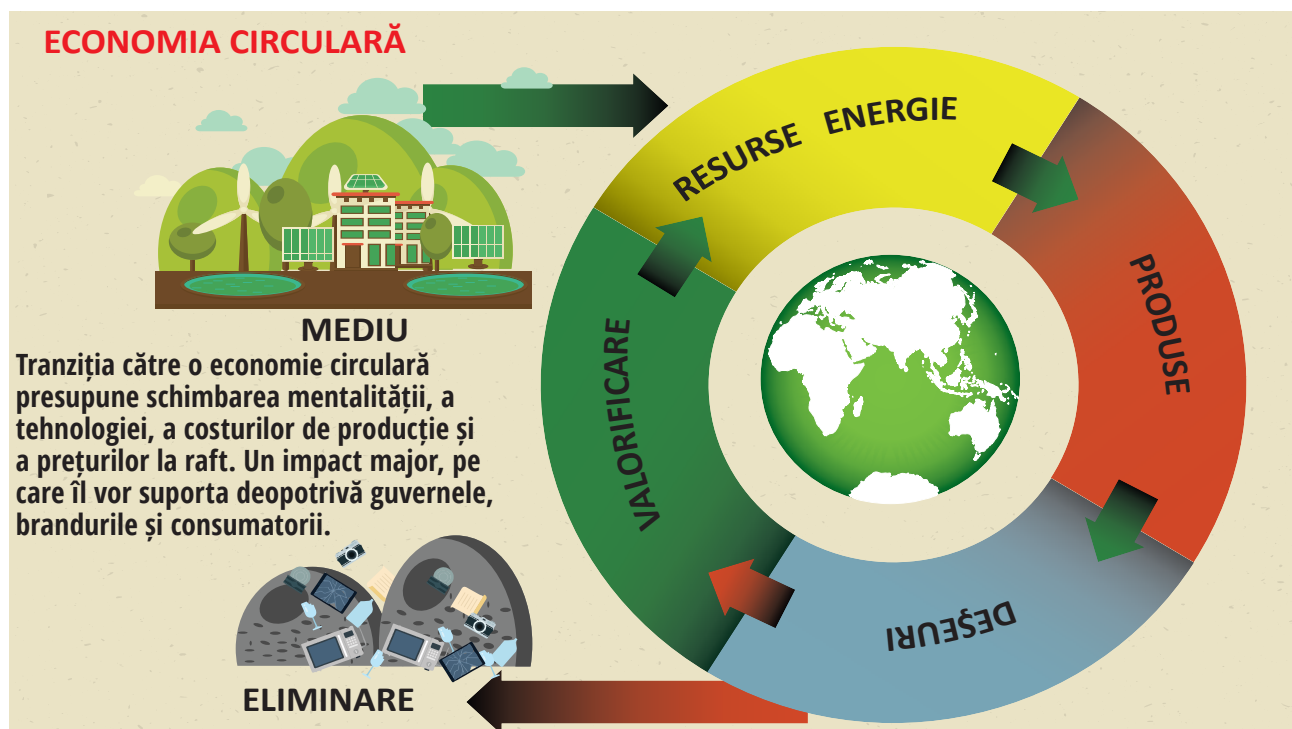 ECONOMIA CIRCULARĂ
RESURSE ENERGIE
PRODUSE
DEȘEURI
VALORIFICARE
MEDIU
Tranziția către o economie circulară
presupune schimbarea mentalității, a
tehnologiei, a costurilor de producție și
a prețurilor la raft. Un impact major, pe
care îl vor suporta deopotrivă guvernele,
brandurile și consumatorii.
ELIMINARE